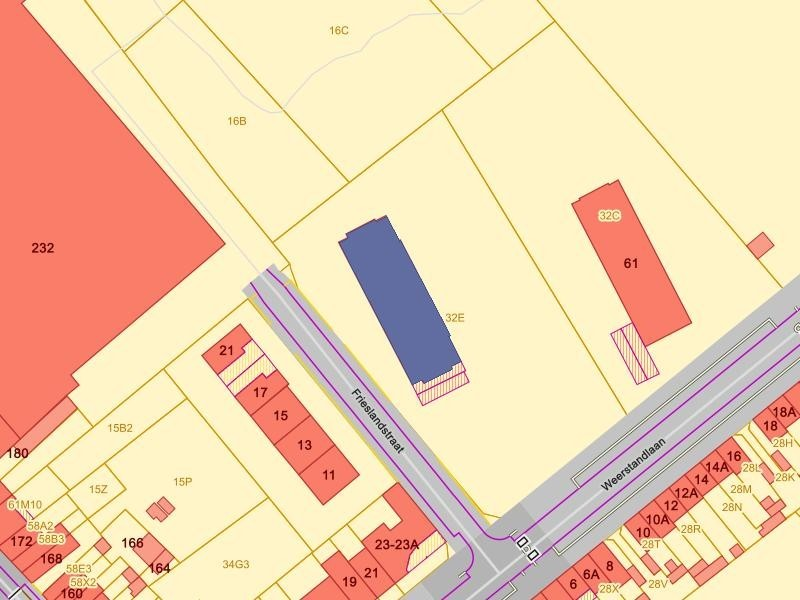 16C
16B
32C
232
61
32E
21
17
Frieslandstraat
15
18A
15B2
18
13
28H
180
16
Weerstandlaan
14A
28L
11
14
28K
15P
15Z
12A
28M
61M10
12
28N
58A2
10A
28R
172
58B3
166
23-23A
10
28T
168
34G3
8
164
58E3
6A
19
21
58X2
6
28X
28V
160